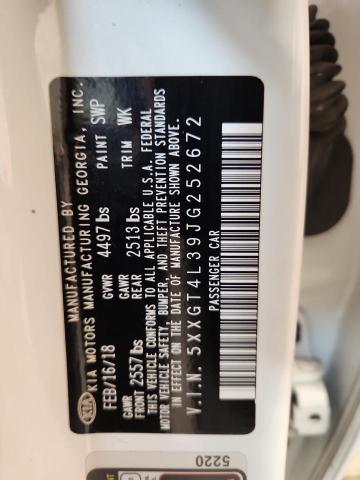 MANUFACTURED BY
KIA KIA MOTORS MANUFACTURING GEORGIA, INC.
FEB/16/18 GVWR 4497 lbs PAINT SWP
GAWR FRONT 2557 lbs GAWR REAR 2513 lbs TRIM WK
THIS VEHICLE CONFORMS TO ALL APPLICABLE U.S.A. FEDERAL
MOTOR VEHICLE SAFETY, BUMPER, AND THEFT PREVENTION STANDARDS
IN EFFECT ON THE DATE OF MANUFACTURE SHOWN ABOVE.
V.I.N. 5XXGT4L39JG252672
PASSENGER CAR
5220